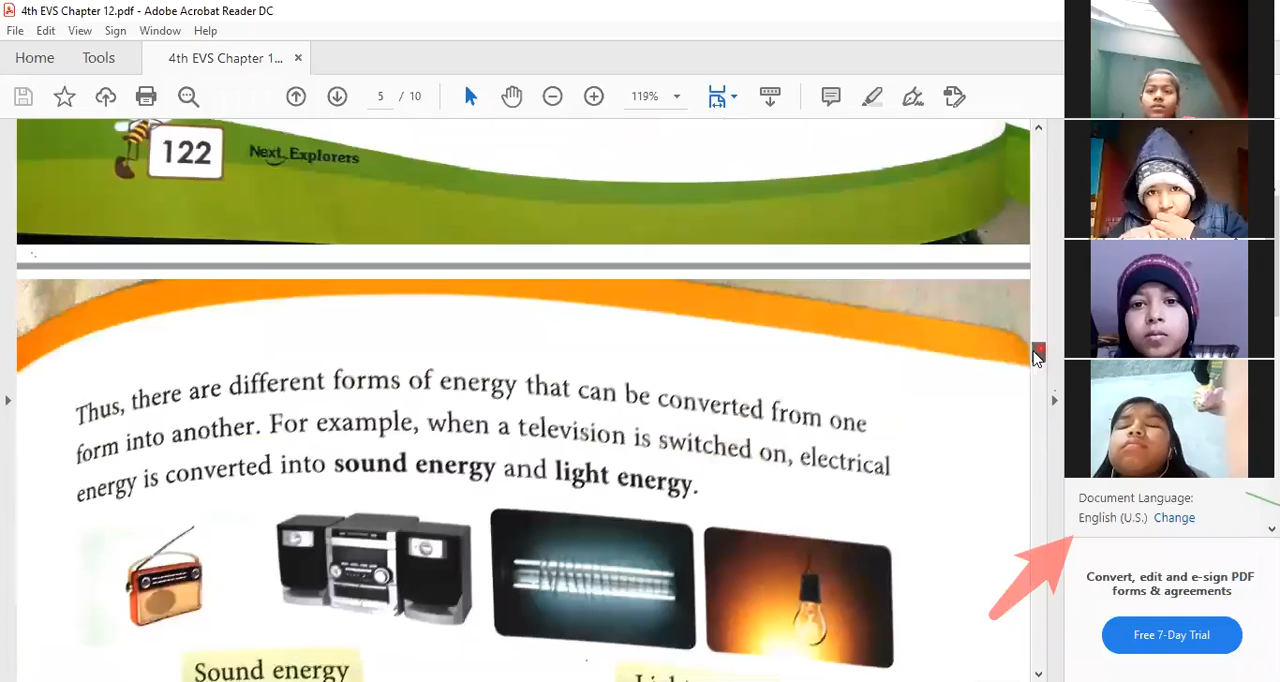 4th EVS Chapter 12.pdf - Adobe Acrobat Reader DC
File Edit View Sign Window Help
Home Tools 4th EVS Chapter 1... ×
5 / 10 119%
122 Next Explorers
Thus, there are different forms of energy that can be converted from one
form into another. For example, when a television is switched on, electrical
energy is converted into sound energy and light energy.
Sound energy
Document Language:
English (U.S.) Change
Convert, edit and e-sign PDF
forms & agreements
Free 7-Day Trial